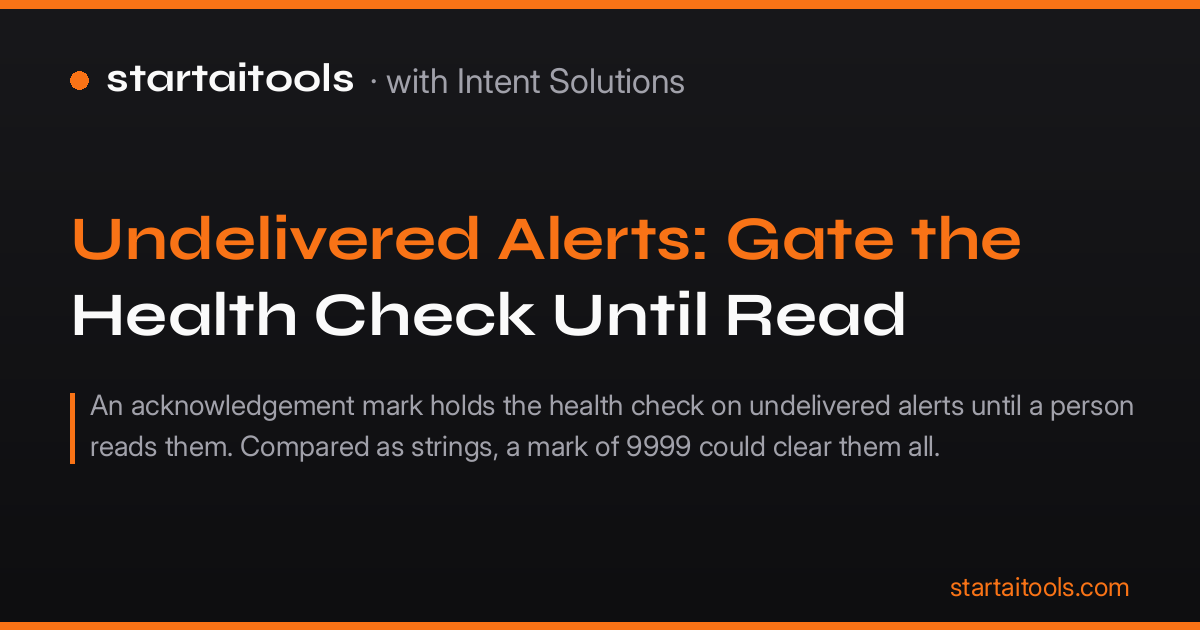 startaitools · with Intent Solutions
Undelivered Alerts: Gate the
Health Check Until Read
An acknowledgement mark holds the health check on undelivered alerts until a person
reads them. Compared as strings, a mark of 9999 could clear them all.
startaitools.com